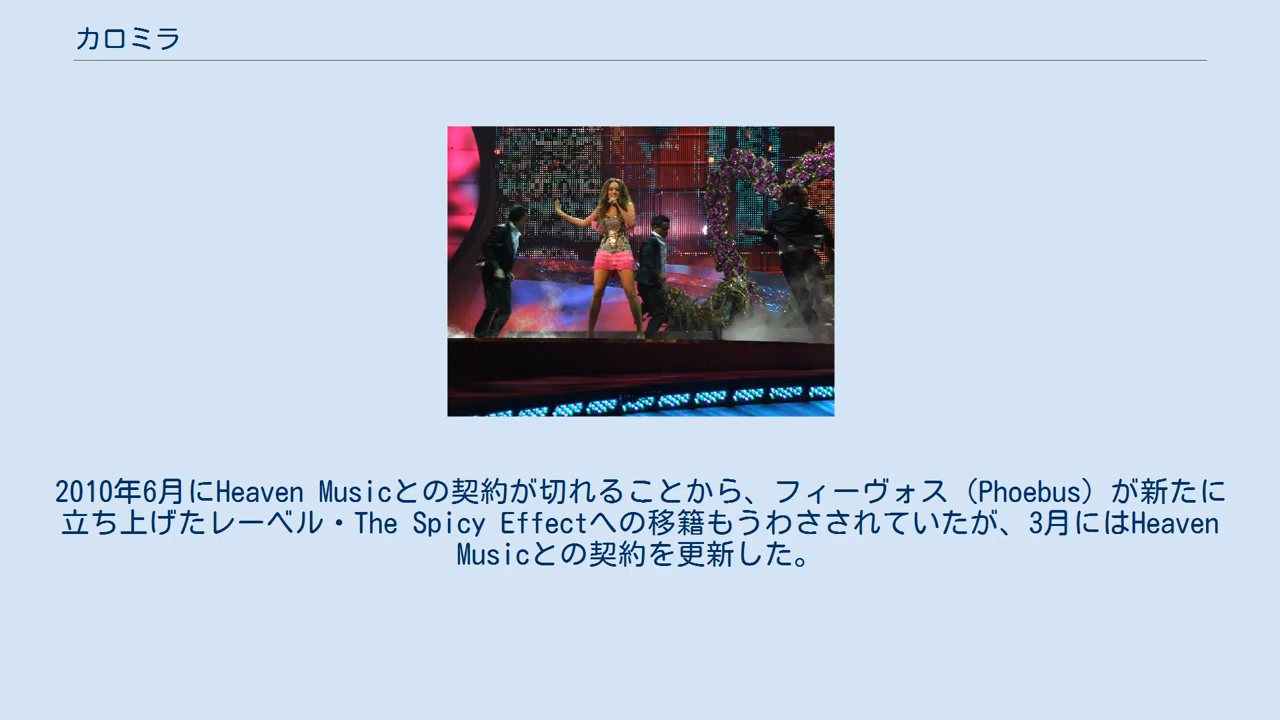 カロミラ
2010年6月にHeaven Musicとの契約が切れることから、フィーヴォス（Phoebus）が新たに
立ち上げたレーベル・The Spicy Effectへの移籍もうわさされていたが、3月にはHeaven
Musicとの契約を更新した。